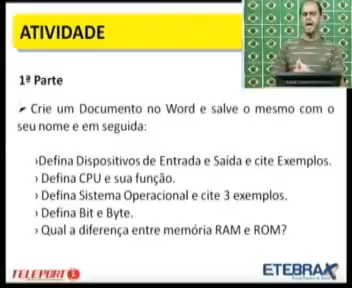 ATIVIDADE
1ª Parte
➢ Crie um Documento no Word e salve o mesmo com o
seu nome e em seguida:
›Defina Dispositivos de Entrada e Saída e cite Exemplos.
› Defina CPU e sua função.
› Defina Sistema Operacional e cite 3 exemplos.
› Defina Bit e Byte.
› Qual a diferença entre memória RAM e ROM?
TELEPORT
ETEBRAX